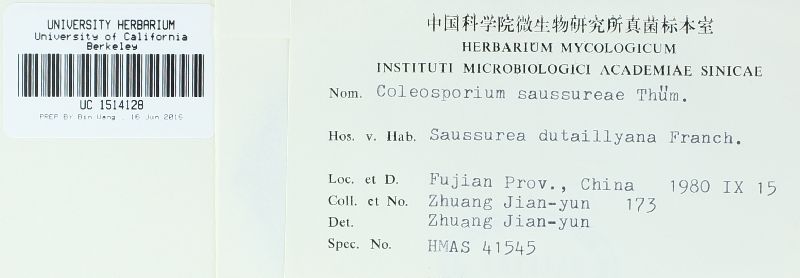 UNIVERSITY HERBARIUM
University of California
Berkeley
UC 1514128
PREP By Bin Wang , 16 Jun 2015
中国科学院微生物研究所真菌标本室
HERBARIUM MYCOLOGICUM
INSTITUTI MICROBIOLOGICI ACADEMIAE SINICAE
Nom. Coleosporium saussureae Thüm.
Hos. v. Hab. Saussurea dutaillyana Franch.
Loc. et D. Fujian Prov., China 1980 IX 15
Coll. et No. Zhuang Jian-yun 173
Det. Zhuang Jian-yun
Spec. No. HMAS 41545